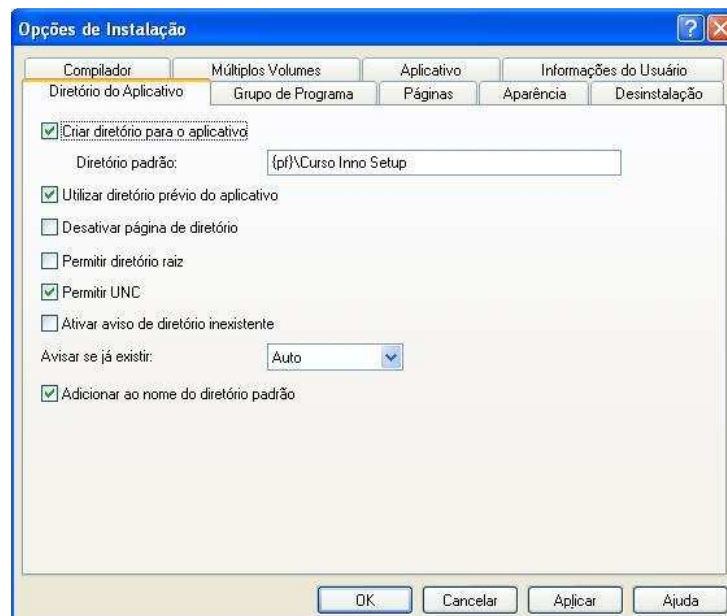 Opções de Instalação
Compilador Múltiplos Volumes Aplicativo Informações do Usuário
Diretório do Aplicativo Grupo de Programa Páginas Aparência Desinstalação
Criar diretório para o aplicativo
Diretório padrão: {pf}\Curso Inno Setup
Utilizar diretório prévio do aplicativo
Desativar página de diretório
Permitir diretório raiz
Permitir UNC
Ativar aviso de diretório inexistente
Avisar se já existir: Auto
Adicionar ao nome do diretório padrão
OK Cancelar Aplicar Ajuda